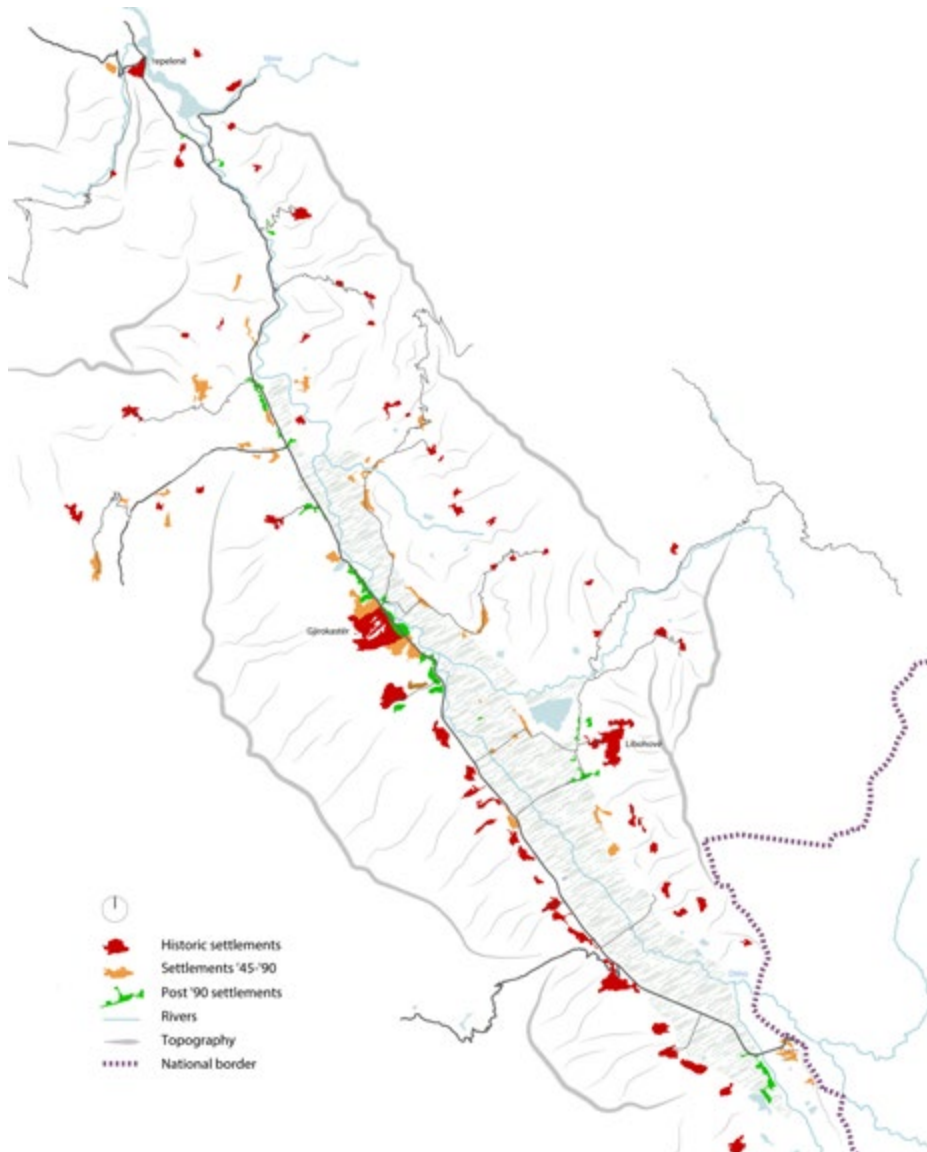 Tepelenë
Gjirokastër
Libohovë
Historic settlements
Settlements '45-'90
Post '90 settlements
Rivers
Topography
National border